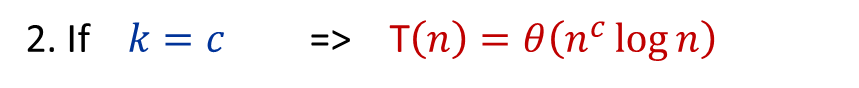 2. If k = c => T(n) = θ(n^c log n)